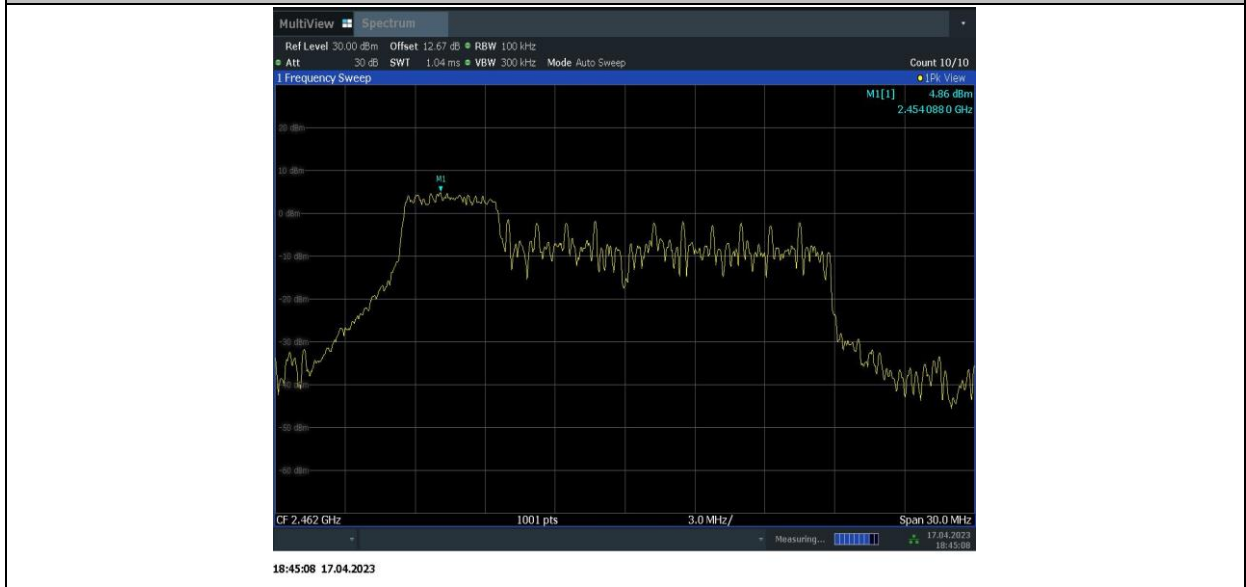 MultiView Spectrum
Ref Level 30.00 dBm Offset 12.67 dB RBW 100 kHz
Att 30 dB SWT 1.04 ms VBW 300 kHz Mode Auto Sweep Count 10/10
1 Frequency Sweep 1Pk View
M1[1] 4.86 dBm
2.454 088 0 GHz
20 dBm
10 dBm
M1
0 dBm
-10 dBm
-20 dBm
-30 dBm
-40 dBm
-50 dBm
-60 dBm
CF 2.462 GHz 1001 pts 3.0 MHz/ Span 30.0 MHz
Measuring... 17.04.2023
18:45:08
18:45:08 17.04.2023